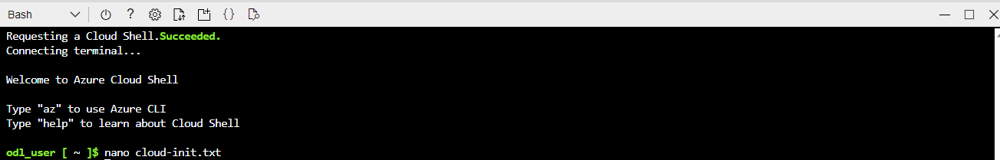 Bash
Requesting a Cloud Shell.Succeeded.
Connecting terminal...
Welcome to Azure Cloud Shell
Type "az" to use Azure CLI
Type "help" to learn about Cloud Shell
odl_user [ ~ ]$ nano cloud-init.txt